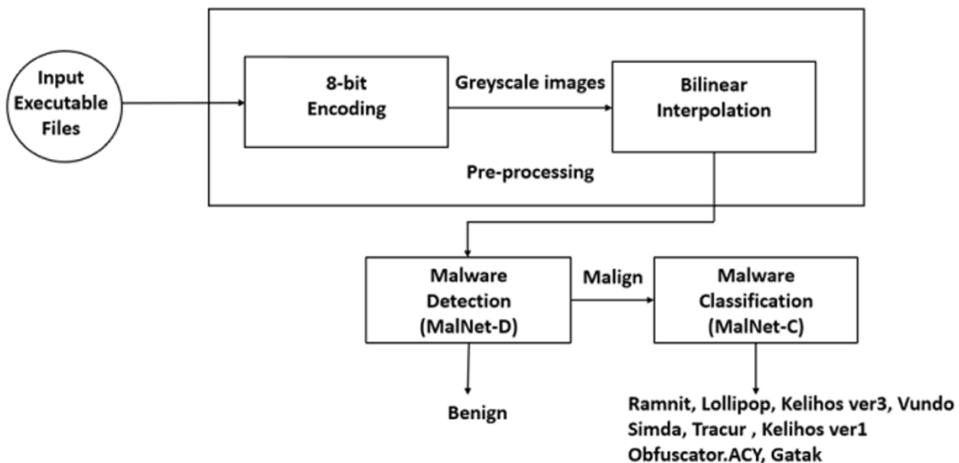 Input
Executable
Files
8-bit
Encoding
Greyscale images
Bilinear
Interpolation
Pre-processing
Malware
Detection
(MalNet-D)
Malign
Malware
Classification
(MalNet-C)
Benign
Ramnit, Lollipop, Kelihos ver3, Vundo
Simda, Tracur , Kelihos ver1
Obfuscator.ACY, Gatak